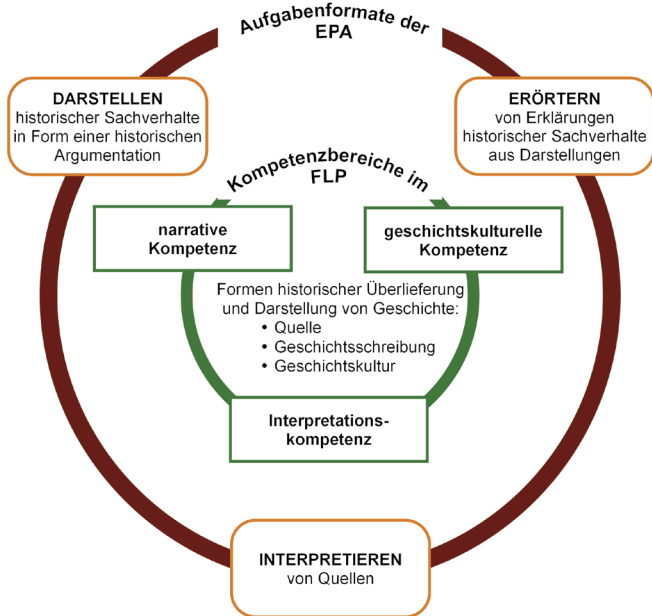 Aufgabenformate der
EPA
DARSTELLEN
historischer Sachverhalte
in Form einer historischen
Argumentation
ERÖRTERN
von Erklärungen
historischer Sachverhalte
aus Darstellungen
Kompetenzbereiche im
FLP
narrative
Kompetenz
geschichtskulturelle
Kompetenz
Formen historischer Überlieferung
und Darstellung von Geschichte:
• Quelle
• Geschichtsschreibung
• Geschichtskultur
Interpretations-
kompetenz
INTERPRETIEREN
von Quellen